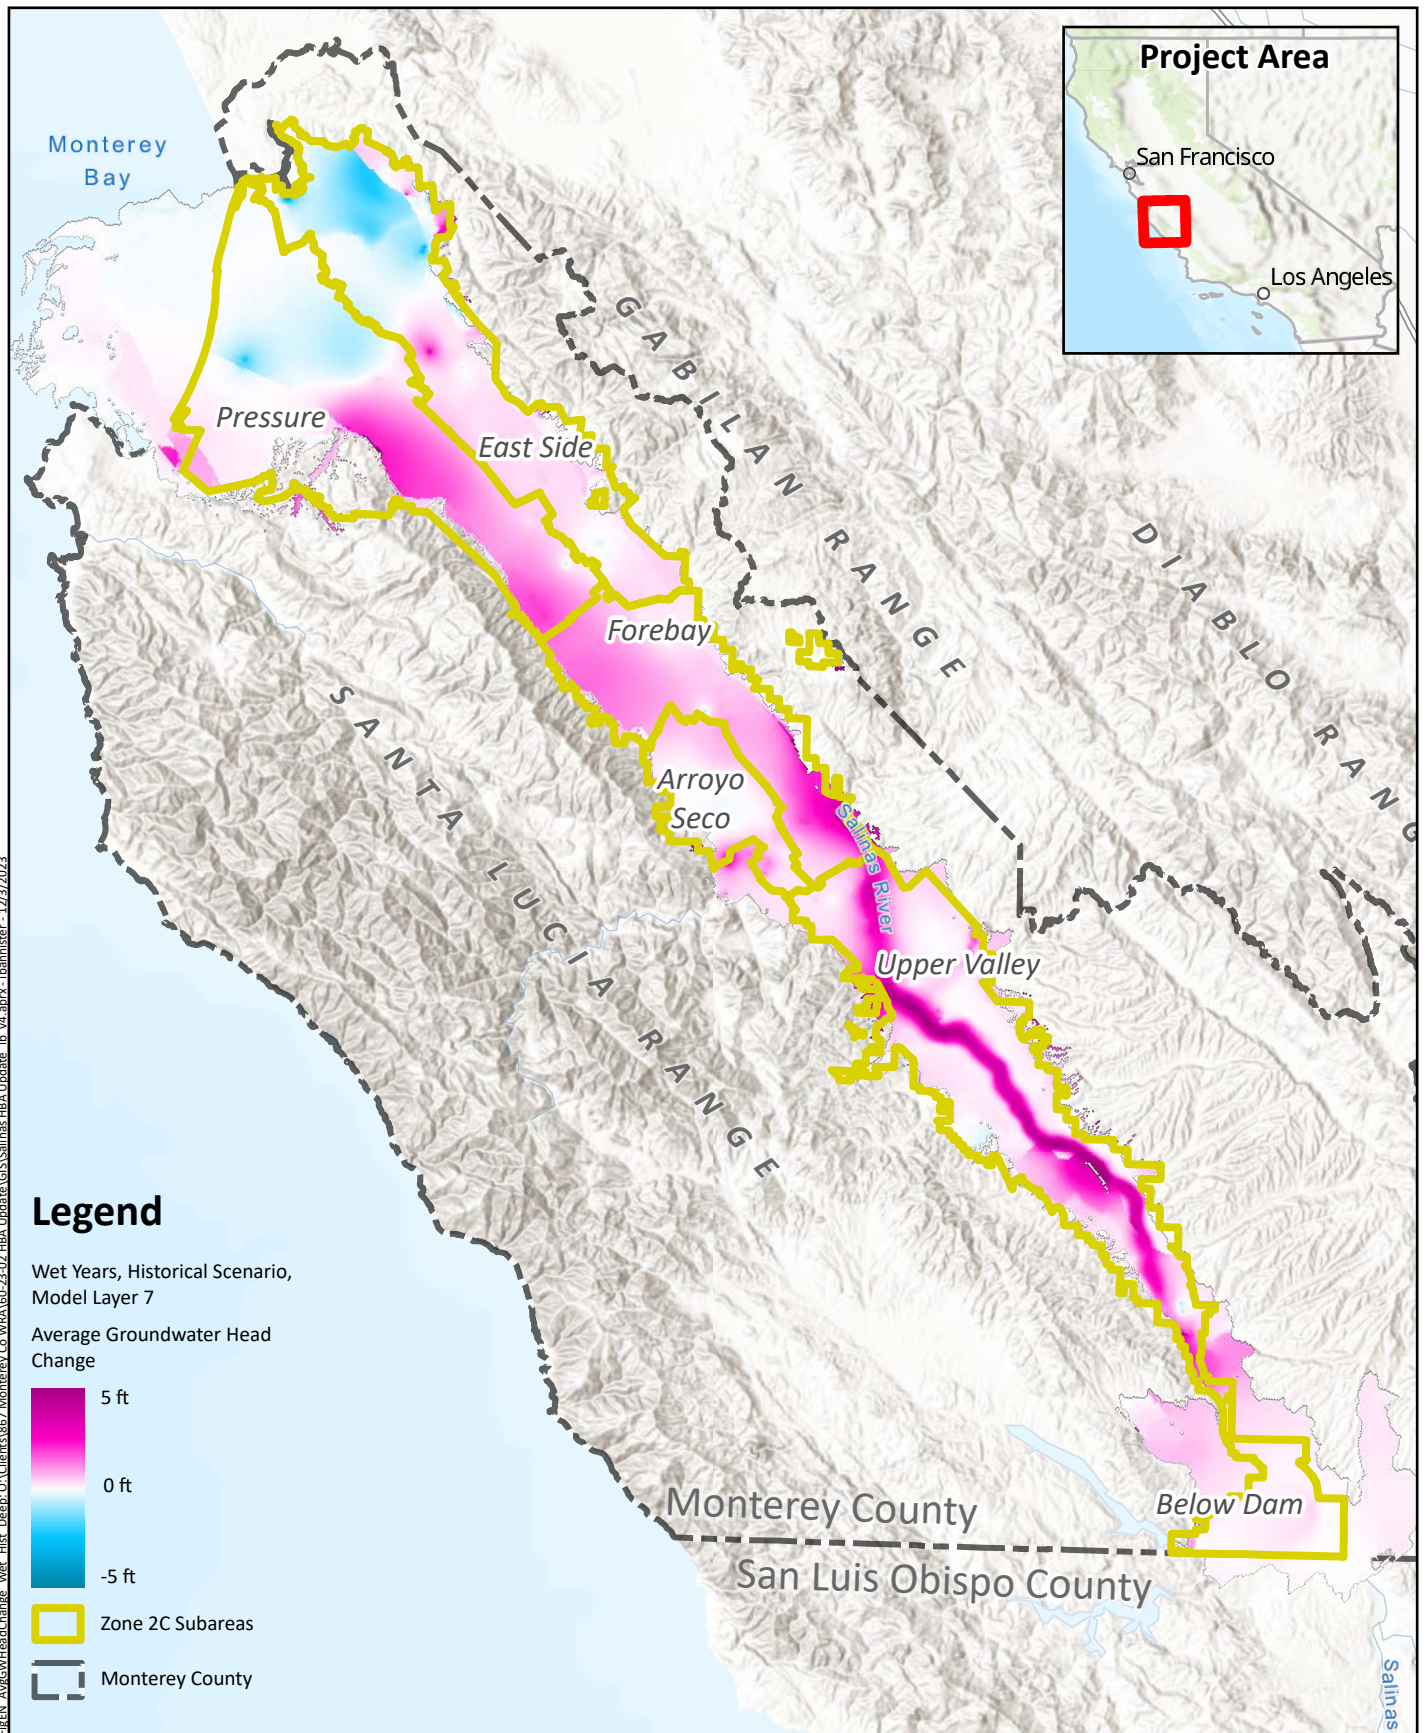 Project Area
San Francisco
Los Angeles
Monterey
Bay
GABILAN RANGE
DIABLO RANG
Pressure
East Side
Forebay
SANTA LUCIA RANGE
Arroyo
Seco
Salinas River
Upper Valley
Below Dam
Monterey County
San Luis Obispo County
Salinas
Legend
Wet Years, Historical Scenario,
Model Layer 7
Average Groundwater Head
Change
5 ft
0 ft
-5 ft
Zone 2C Subareas
Monterey County